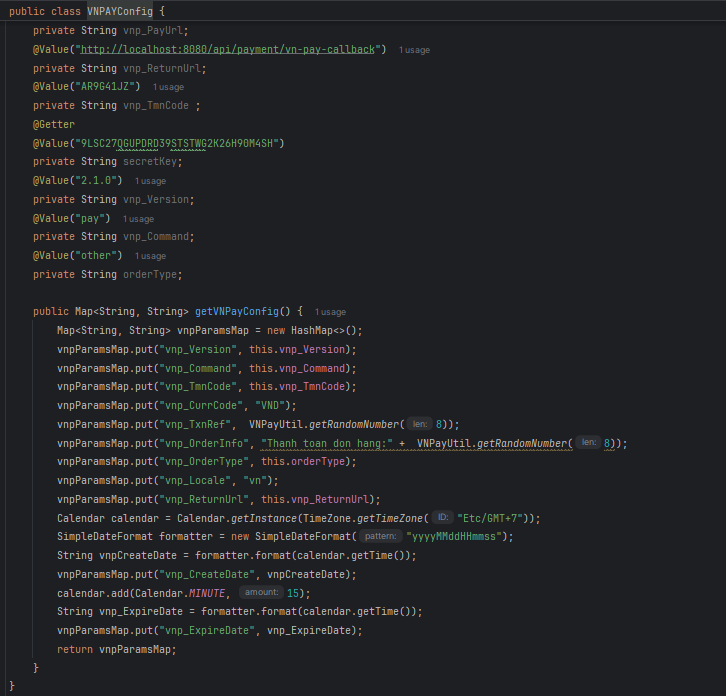 public class VNPAYConfig {
private String vnp_PayUrl;
@Value("http://localhost:8080/api/payment/vn-pay-callback") 1 usage
private String vnp_ReturnUrl;
@Value("AR9G41JZ") 1 usage
private String vnp_TmnCode ;
@Getter
@Value("9LSC27QGUPDRD39STSTWG2K26H90M4SH")
private String secretKey;
@Value("2.1.0") 1 usage
private String vnp_Version;
@Value("pay") 1 usage
private String vnp_Command;
@Value("other") 1 usage
private String orderType;
public Map<String, String> getVNPayConfig() { 1 usage
Map<String, String> vnpParamsMap = new HashMap<>();
vnpParamsMap.put("vnp_Version", this.vnp_Version);
vnpParamsMap.put("vnp_Command", this.vnp_Command);
vnpParamsMap.put("vnp_TmnCode", this.vnp_TmnCode);
vnpParamsMap.put("vnp_CurrCode", "VND");
vnpParamsMap.put("vnp_TxnRef", VNPayUtil.getRandomNumber( len: 8));
vnpParamsMap.put("vnp_OrderInfo", "Thanh toan don hang:" + VNPayUtil.getRandomNumber( len: 8));
vnpParamsMap.put("vnp_OrderType", this.orderType);
vnpParamsMap.put("vnp_Locale", "vn");
vnpParamsMap.put("vnp_ReturnUrl", this.vnp_ReturnUrl);
Calendar calendar = Calendar.getInstance(TimeZone.getTimeZone( ID: "Etc/GMT+7"));
SimpleDateFormat formatter = new SimpleDateFormat( pattern: "yyyyMMddHHmmss");
String vnpCreateDate = formatter.format(calendar.getTime());
vnpParamsMap.put("vnp_CreateDate", vnpCreateDate);
calendar.add(Calendar.MINUTE, amount: 15);
String vnp_ExpireDate = formatter.format(calendar.getTime());
vnpParamsMap.put("vnp_ExpireDate", vnp_ExpireDate);
return vnpParamsMap;
}
}